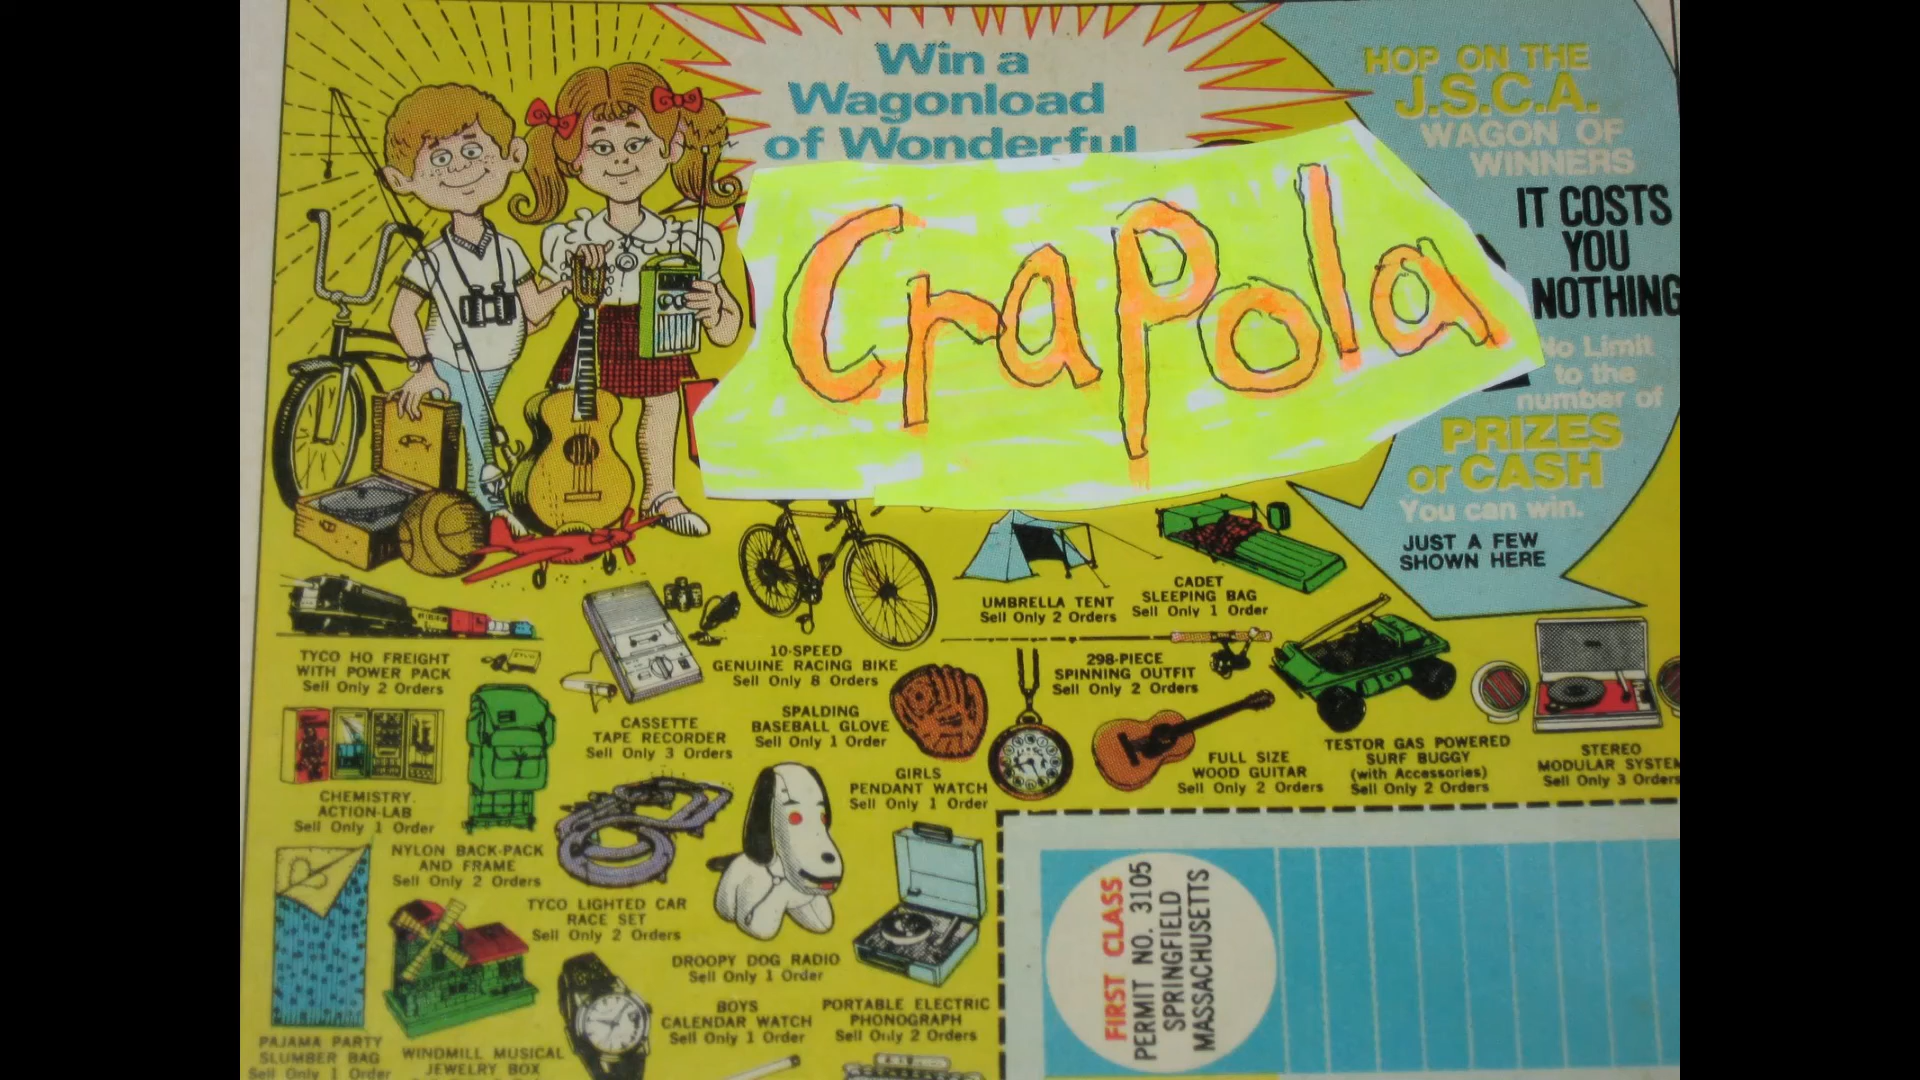 Win a
Wagonload
of Wonderful
Crapola
HOP ON THE
J.S.C.A.
WAGON OF
WINNERS
IT COSTS
YOU
NOTHING
No Limit
to the
number of
PRIZES
or CASH
You can win.
JUST A FEW
SHOWN HERE
UMBRELLA TENT
Sell Only 2 Orders
CADET
SLEEPING BAG
Sell Only 1 Order
TYCO HO FREIGHT
WITH POWER PACK
Sell Only 2 Orders
10-SPEED
GENUINE RACING BIKE
Sell Only 8 Orders
298-PIECE
SPINNING OUTFIT
Sell Only 2 Orders
CASSETTE
TAPE RECORDER
Sell Only 3 Orders
SPALDING
BASEBALL GLOVE
Sell Only 1 Order
GIRLS
PENDANT WATCH
Sell Only 1 Order
FULL SIZE
WOOD GUITAR
Sell Only 2 Orders
TESTOR GAS POWERED
SURF BUGGY
(with Accessories)
Sell Only 2 Orders
STEREO
MODULAR SYSTEM
Sell Only 3 Orders
CHEMISTRY
ACTION-LAB
Sell Only 1 Order
NYLON BACK-PACK
AND FRAME
Sell Only 2 Orders
TYCO LIGHTED CAR
RACE SET
Sell Only 2 Orders
DROOPY DOG RADIO
Sell Only 1 Order
BOYS
CALENDAR WATCH
Sell Only 1 Order
PORTABLE ELECTRIC
PHONOGRAPH
Sell Only 2 Orders
PAJAMA PARTY
SLUMBER BAG
Sell Only 1 Order
WINDMILL MUSICAL
JEWELRY BOX
FIRST CLASS
PERMIT NO. 3105
SPRINGFIELD
MASSACHUSETTS